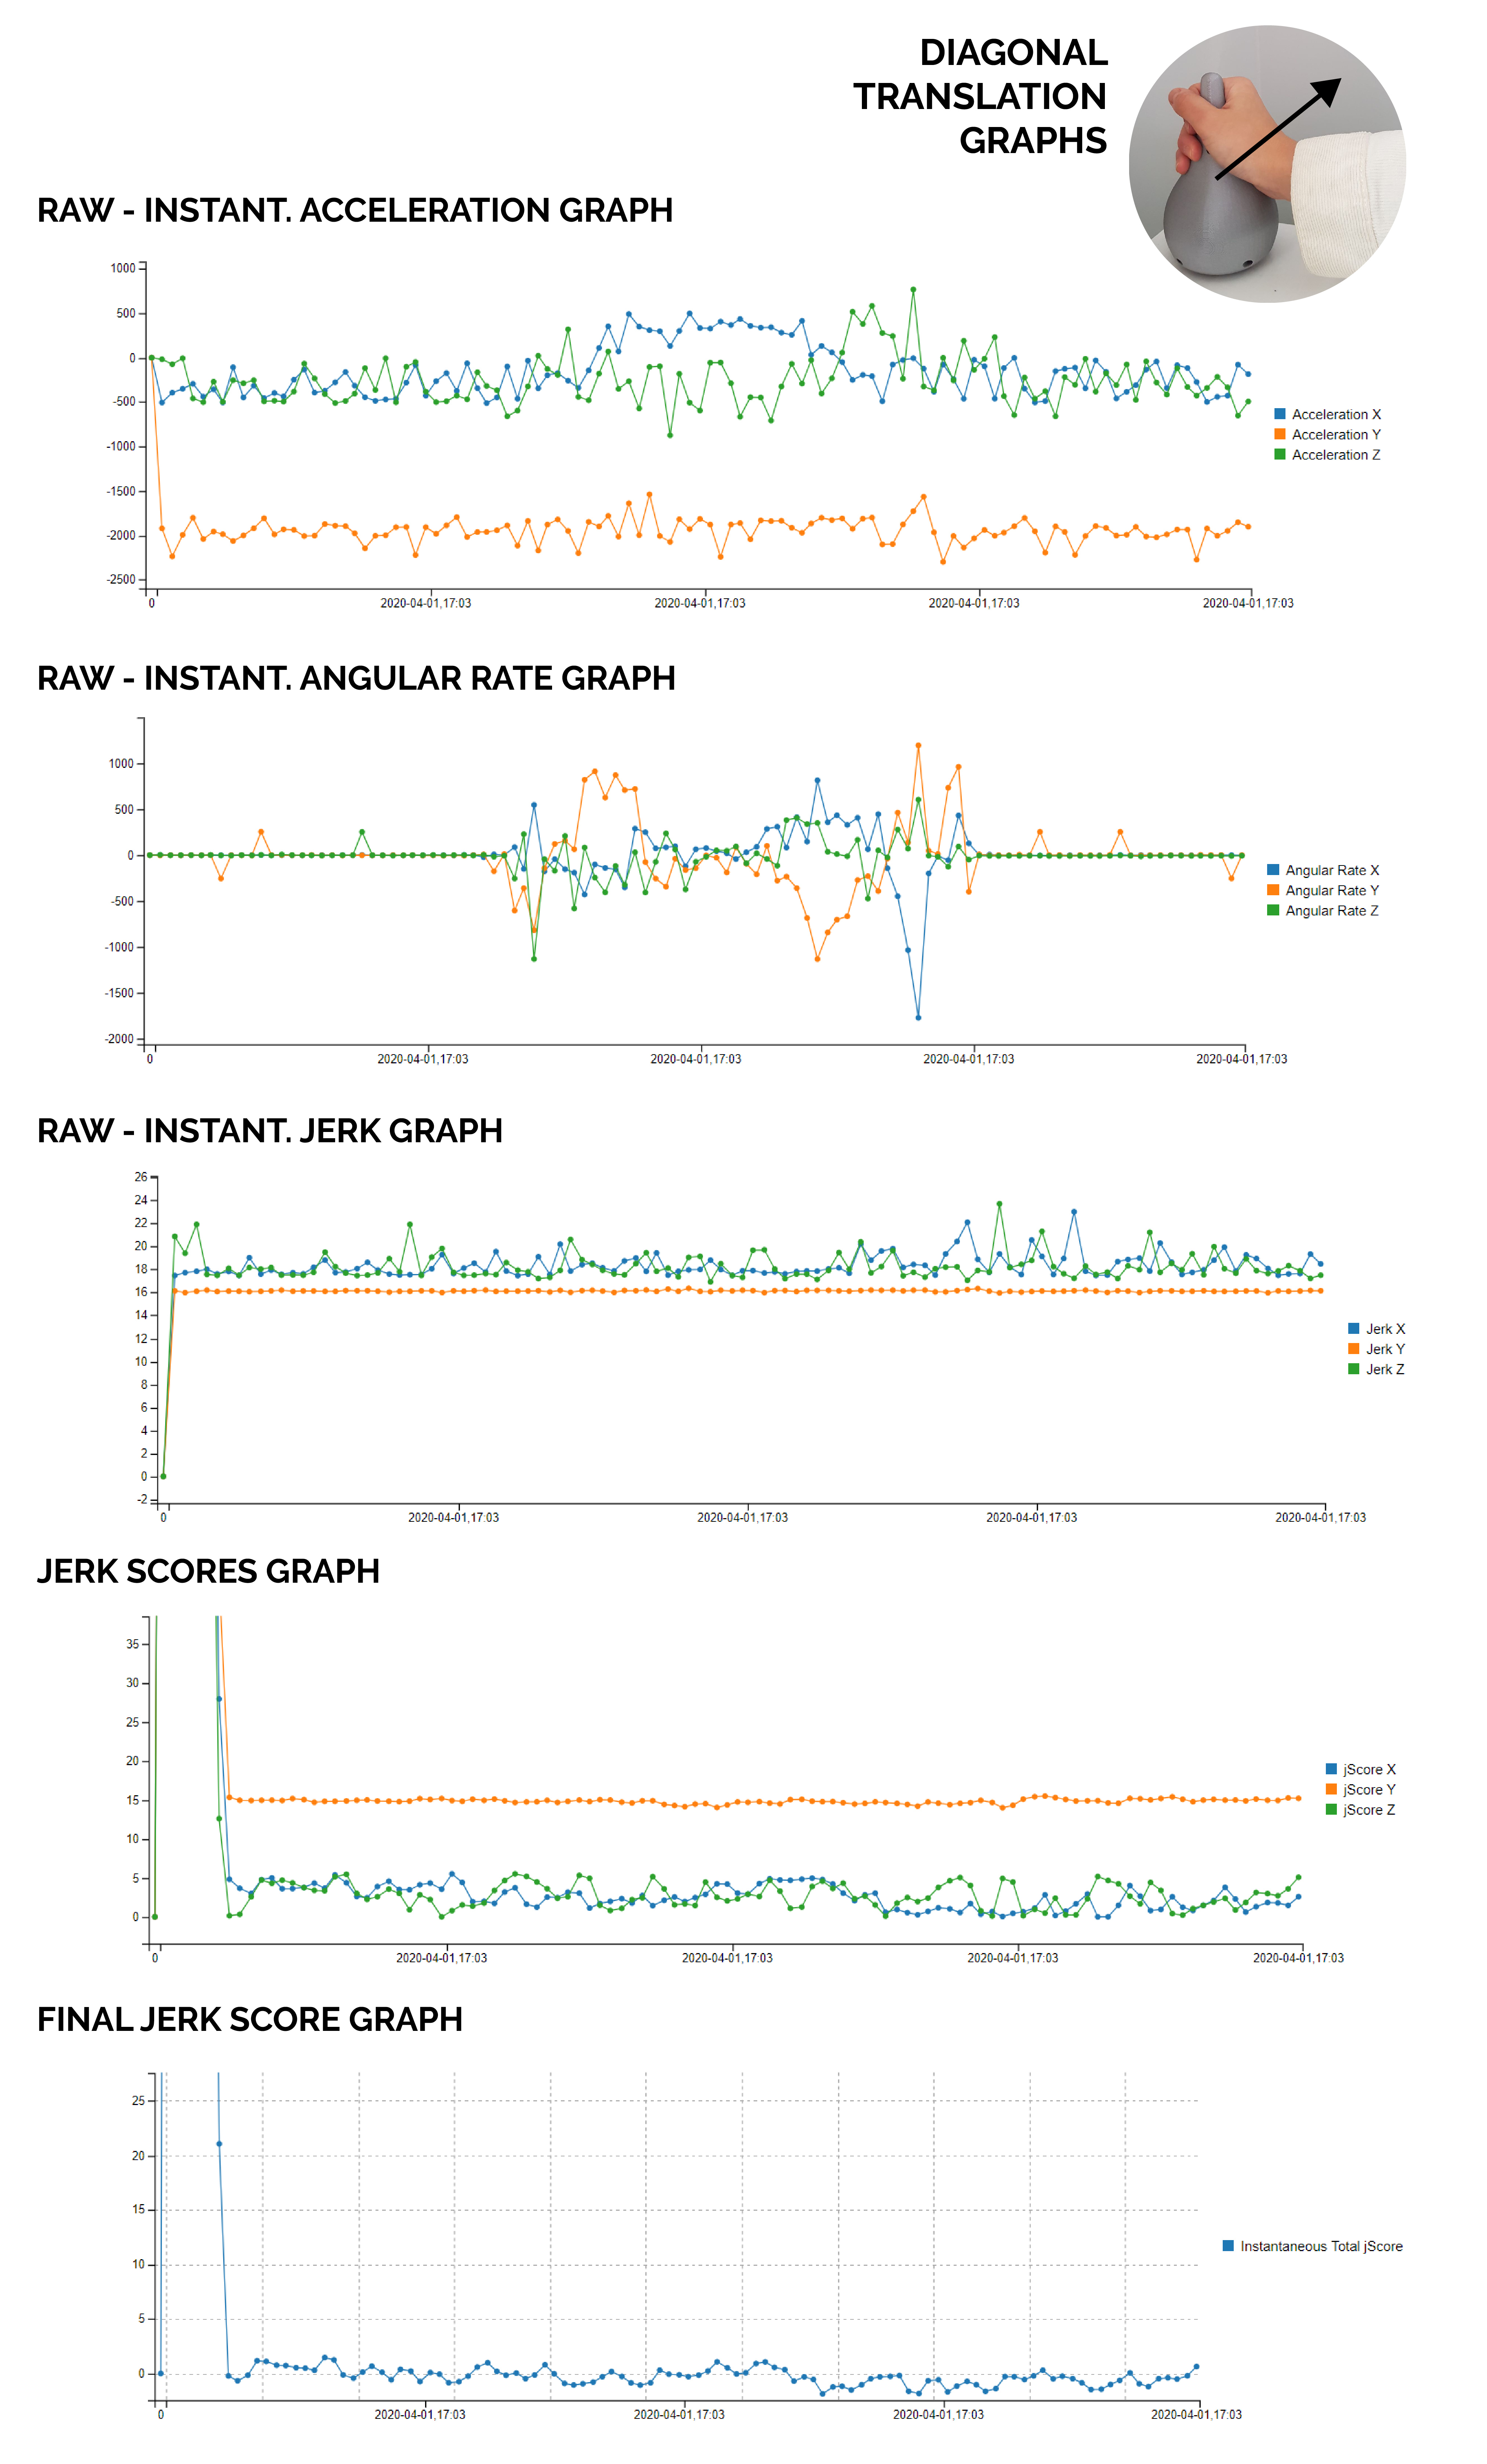 DIAGONAL
TRANSLATION
GRAPHS
RAW - INSTANT. ACCELERATION GRAPH
1000
500
0
-500
-1000
-1500
-2000
-2500
0 2020-04-01,17:03 2020-04-01,17:03 2020-04-01,17:03 2020-04-01,17:03
Acceleration X
Acceleration Y
Acceleration Z
RAW - INSTANT. ANGULAR RATE GRAPH
1000
500
0
-500
-1000
-1500
-2000
0 2020-04-01,17:03 2020-04-01,17:03 2020-04-01,17:03 2020-04-01,17:03
Angular Rate X
Angular Rate Y
Angular Rate Z
RAW - INSTANT. JERK GRAPH
26
24
22
20
18
16
14
12
10
8
6
4
2
0
-2
0 2020-04-01,17:03 2020-04-01,17:03 2020-04-01,17:03 2020-04-01,17:03
Jerk X
Jerk Y
Jerk Z
JERK SCORES GRAPH
35
30
25
20
15
10
5
0
0 2020-04-01,17:03 2020-04-01,17:03 2020-04-01,17:03 2020-04-01,17:03
jScore X
jScore Y
jScore Z
FINAL JERK SCORE GRAPH
25
20
15
10
5
0
0 2020-04-01,17:03 2020-04-01,17:03 2020-04-01,17:03 2020-04-01,17:03
Instantaneous Total jScore